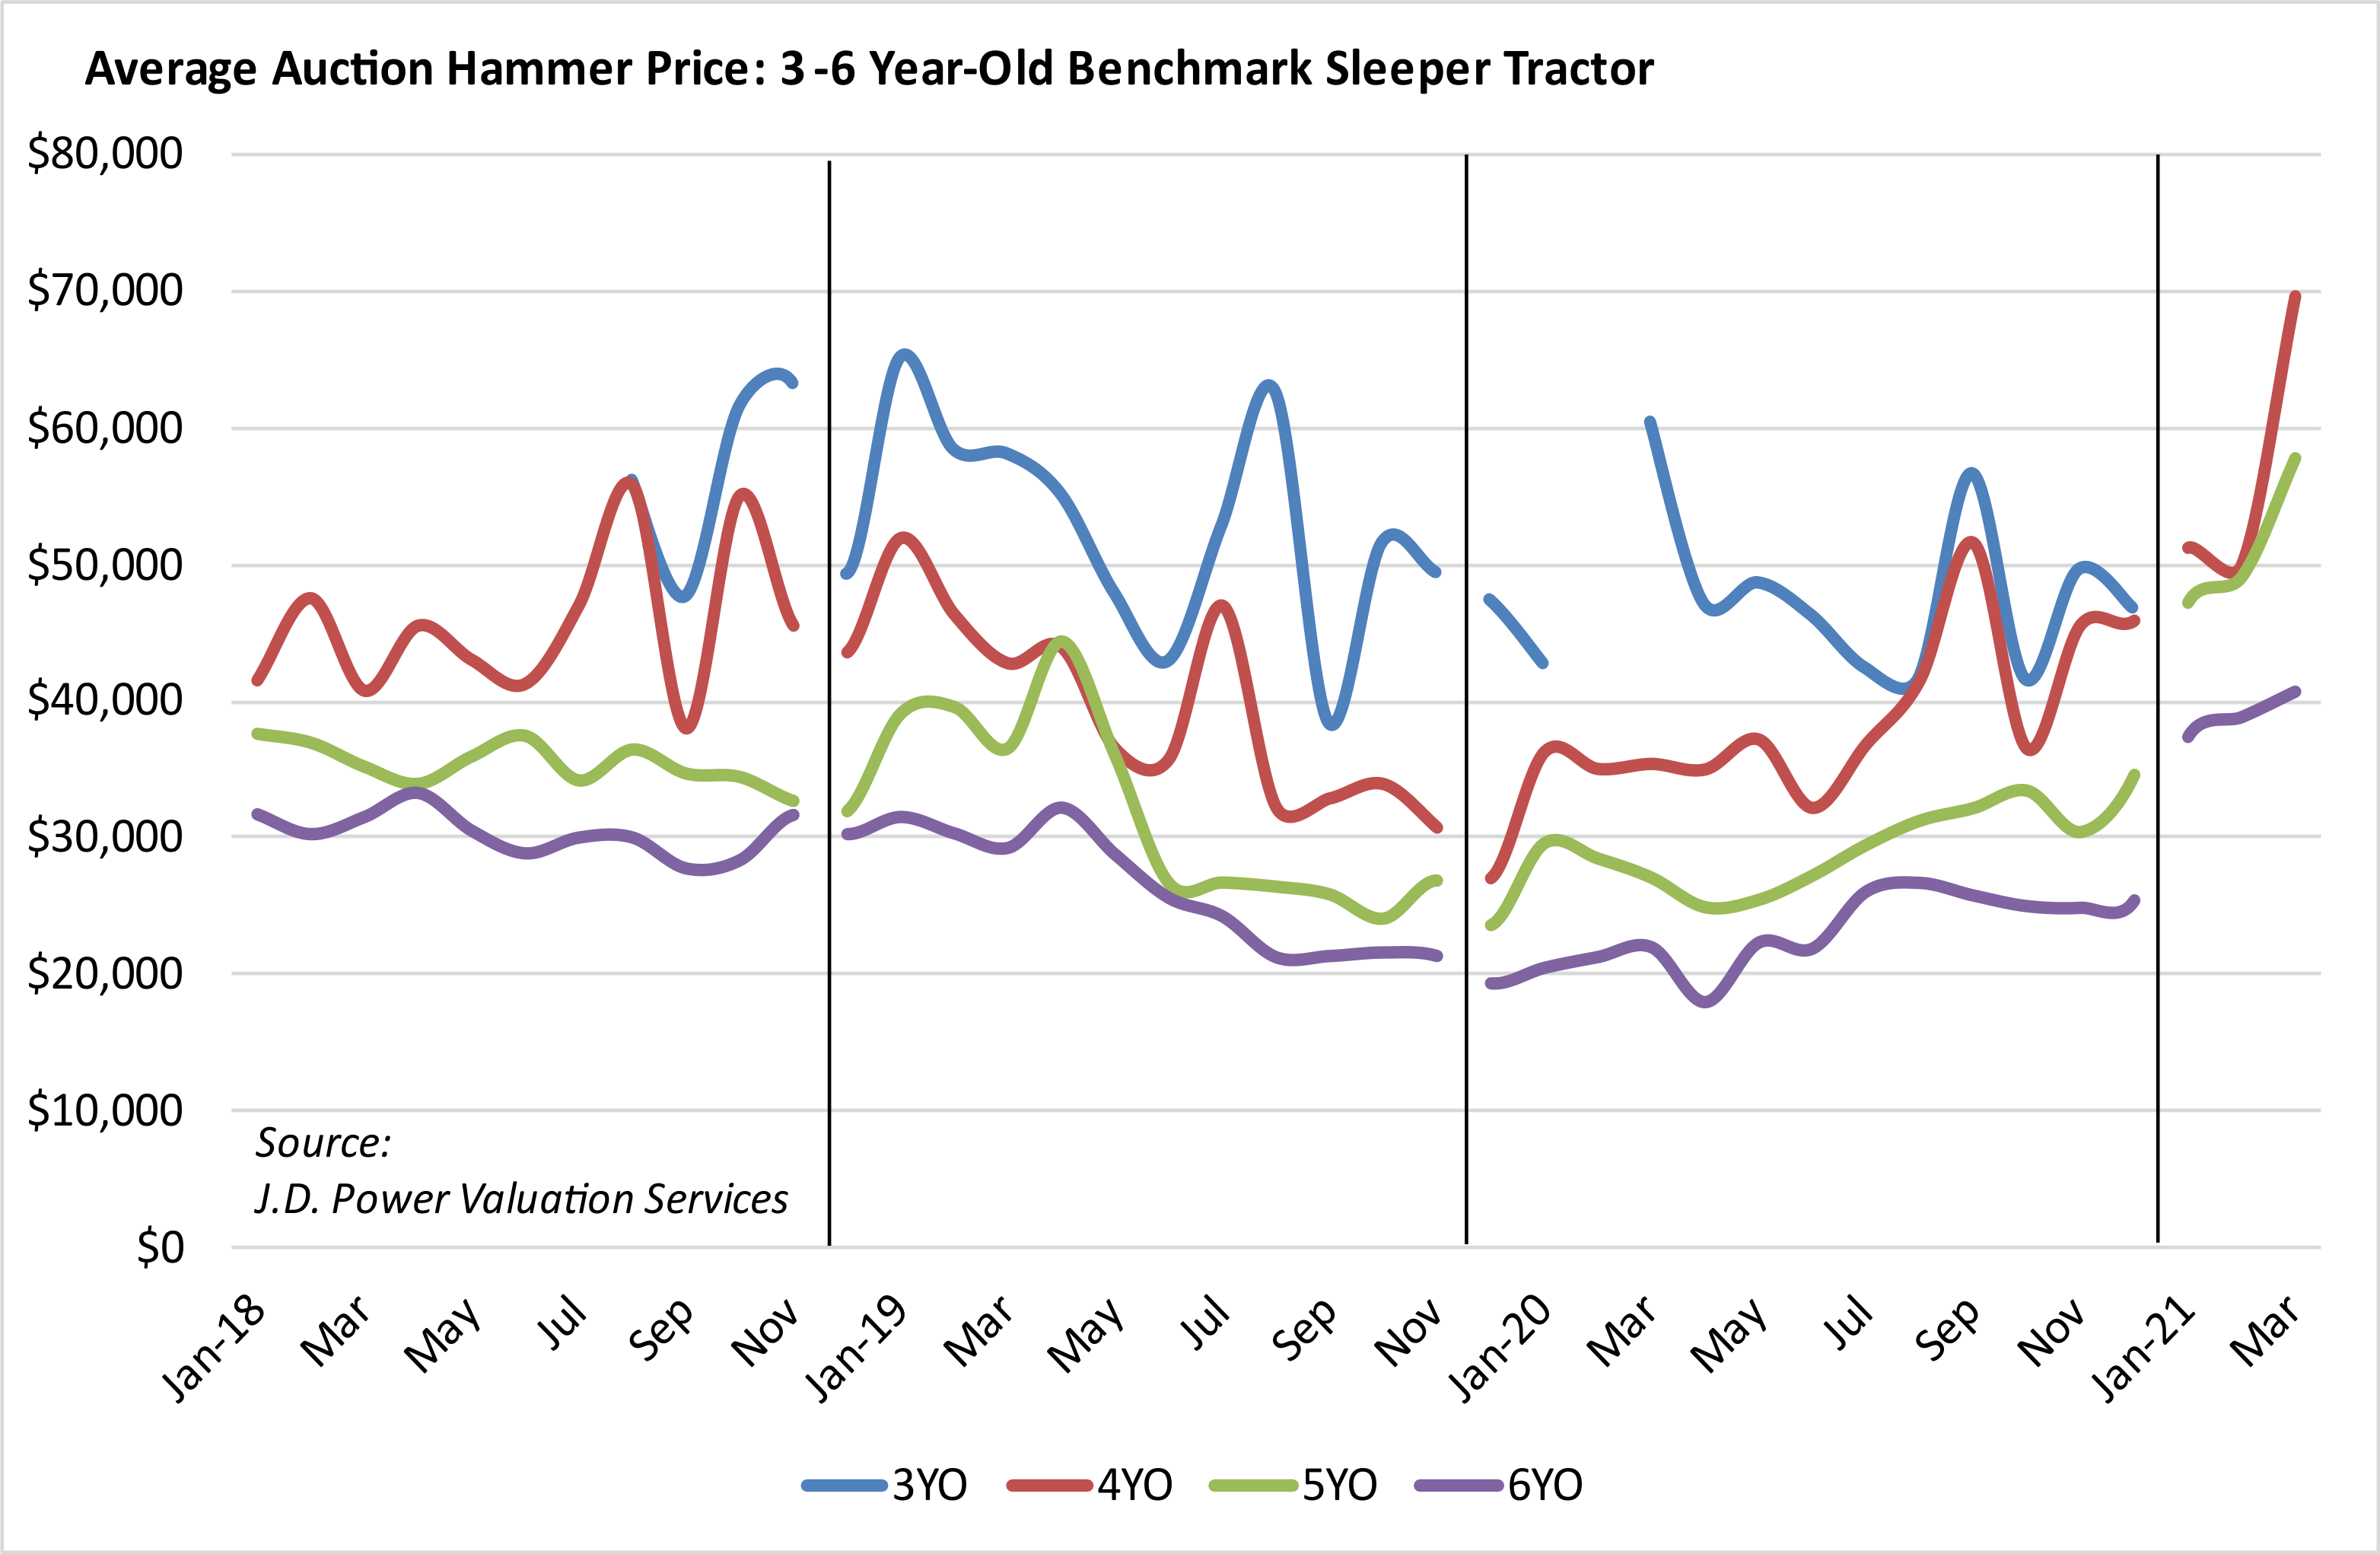 Average Auction Hammer Price: 3 -6 Year-Old Benchmark Sleeper Tractor
$80,000
$70,000
$60,000
$50,000
$40,000
$30,000
$20,000
$10,000
$0
Source:
J.D. Power Valuation Services
Jan-18 Mar May Jul Sep Nov Jan-19 Mar May Jul Sep Nov Jan-20 Mar May Jul Sep Nov Jan-21 Mar
3YO 4YO 5YO 6YO